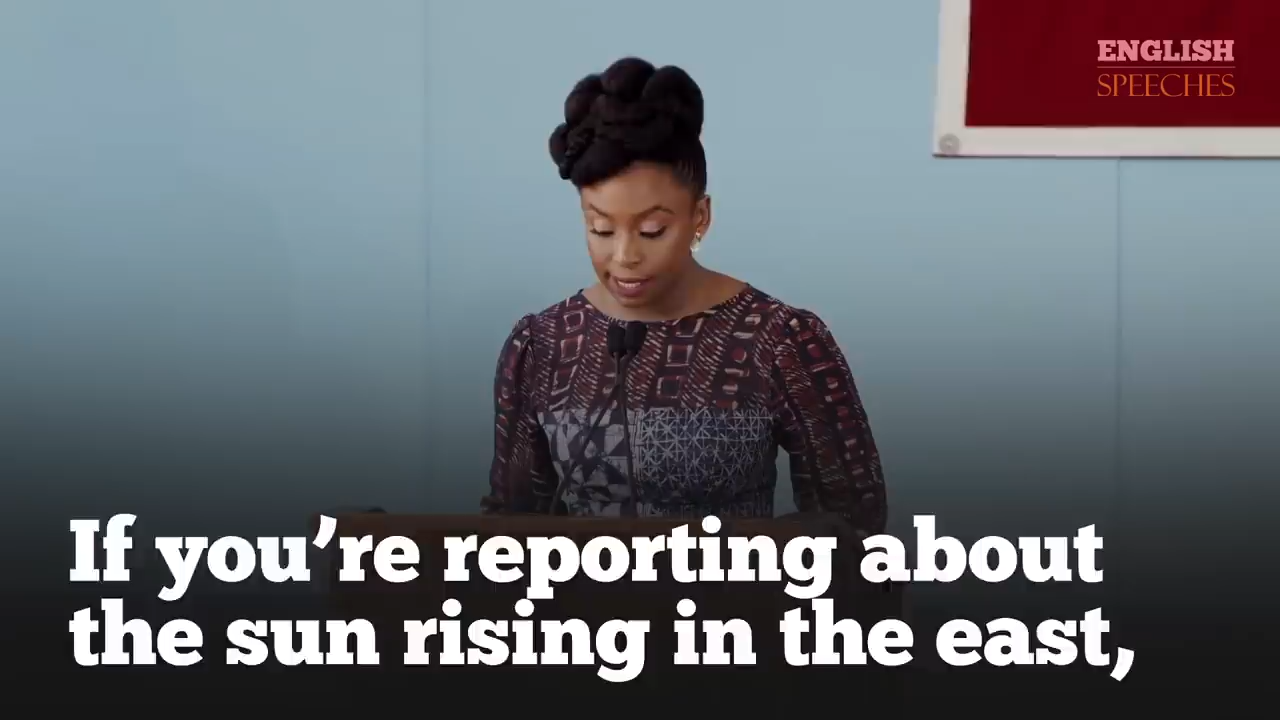 ENGLISH
SPEECHES
If you’re reporting about
the sun rising in the east,